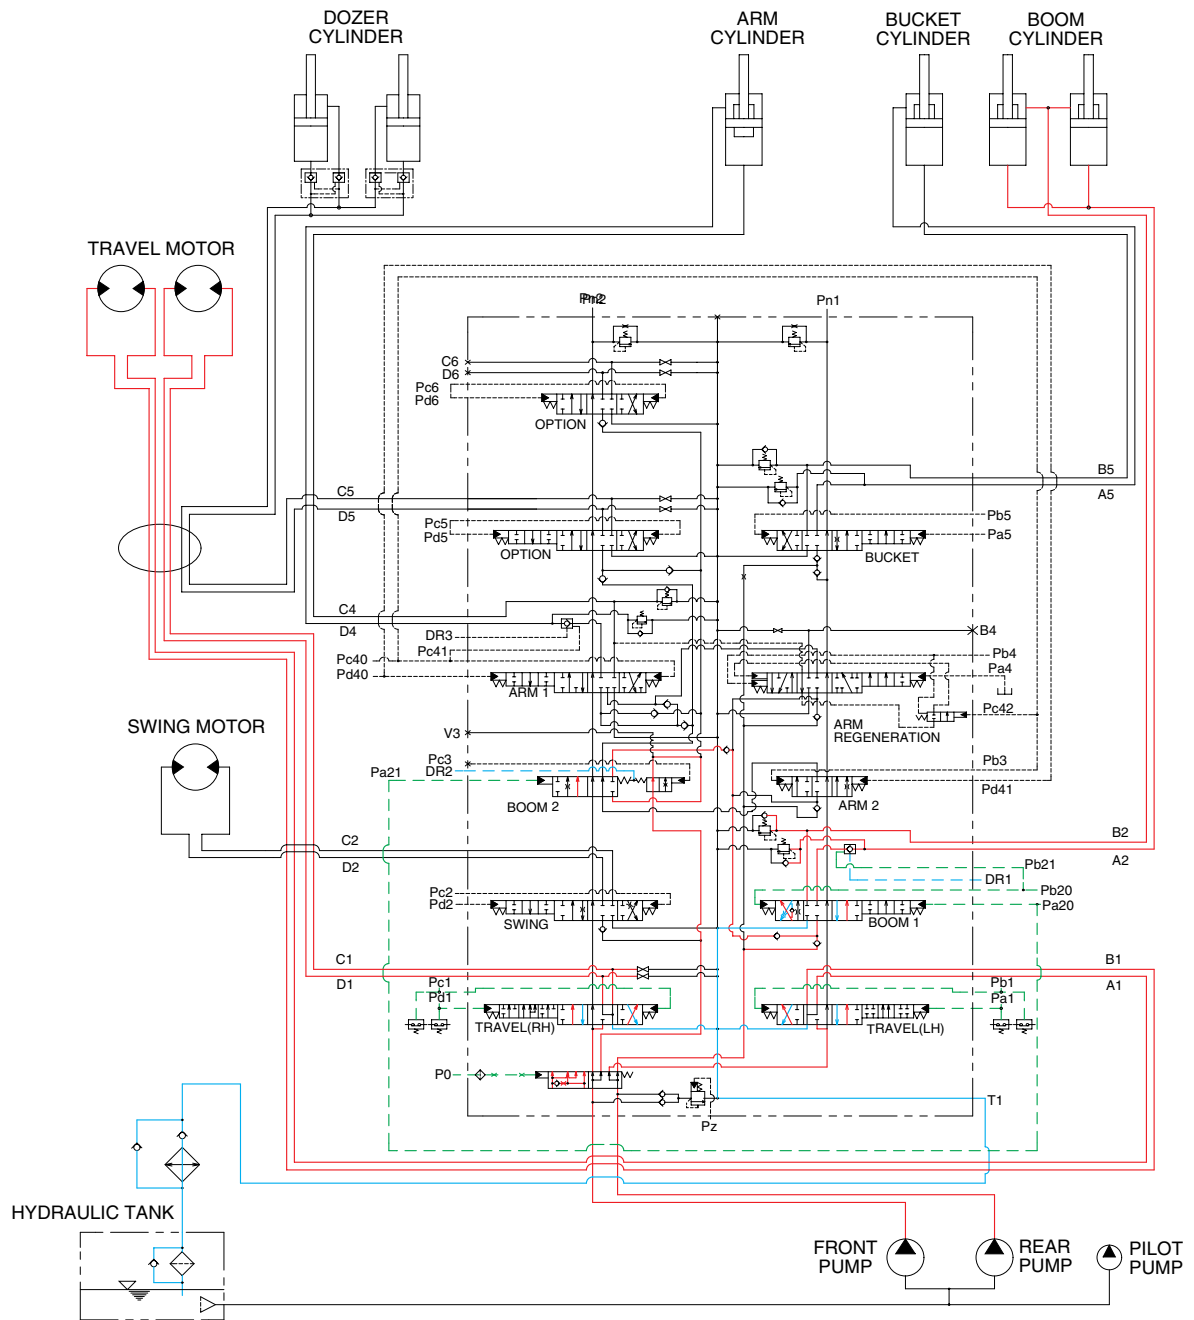 DOZER
CYLINDER
ARM
CYLINDER
BUCKET
CYLINDER
BOOM
CYLINDER
TRAVEL MOTOR
Pn2
Pn1
C6
D6
Pc6
Pd6
OPTION
B5
A5
C5
D5
Pc5
Pd5
OPTION
Pb5
Pa5
BUCKET
C4
D4
DR3
Pc41
Pc40
Pd40
ARM 1
B4
Pb4
Pa4
Pc42
ARM
REGENERATION
SWING MOTOR
V3
Pc3
DR2
Pa21
BOOM 2
Pb3
Pd41
ARM 2
B2
A2
C2
D2
Pb21
DR1
Pc2
Pd2
SWING
Pb20
Pa20
BOOM 1
C1
D1
B1
A1
Pc1
Pd1
TRAVEL(RH)
Pb1
Pa1
TRAVEL(LH)
P0
T1
Pz
HYDRAULIC TANK
FRONT
PUMP
REAR
PUMP
PILOT
PUMP